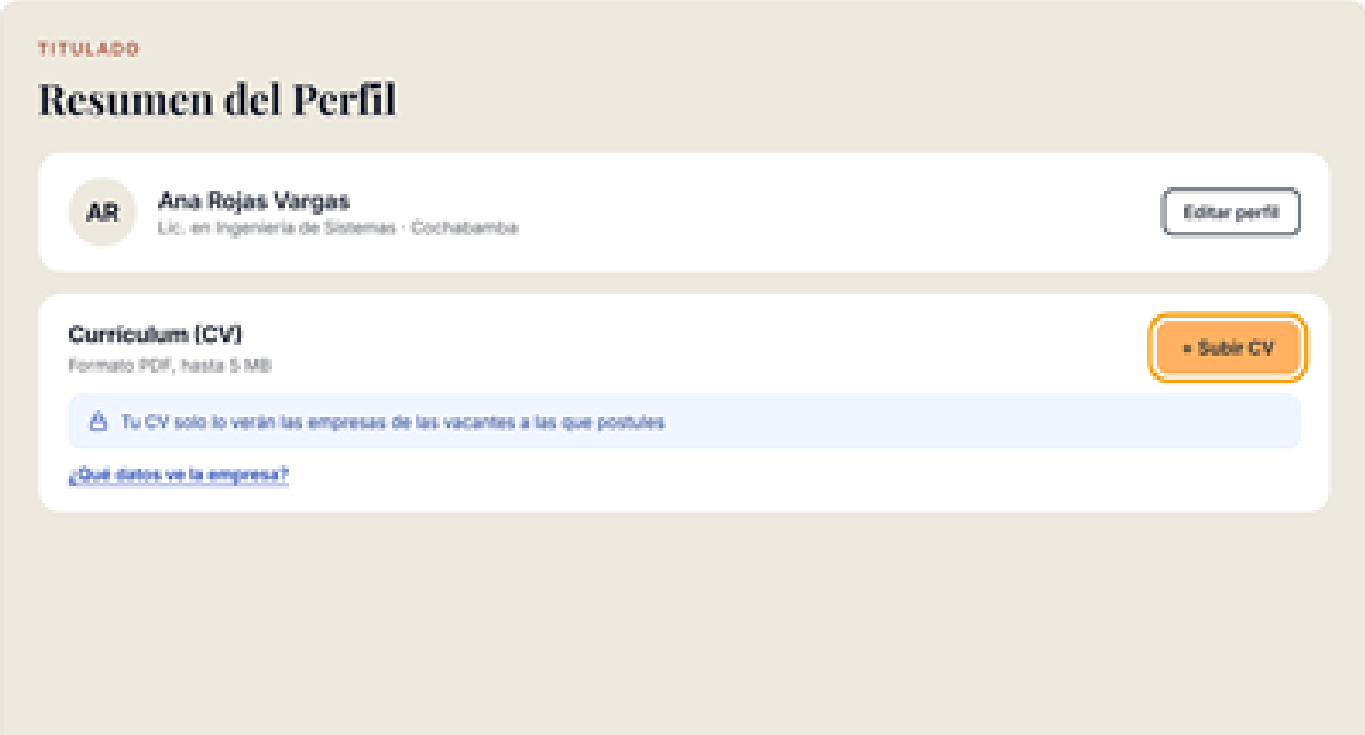 TITULADO
Resumen del Perfil
AR
Ana Rojas Vargas
Lic. en Ingeniería de Sistemas · Cochabamba
Editar perfil
Currículum (CV)
Formato PDF, hasta 5 MB
+ Subir CV
Tu CV solo lo verán las empresas de las vacantes a las que postules
¿Qué datos ve la empresa?